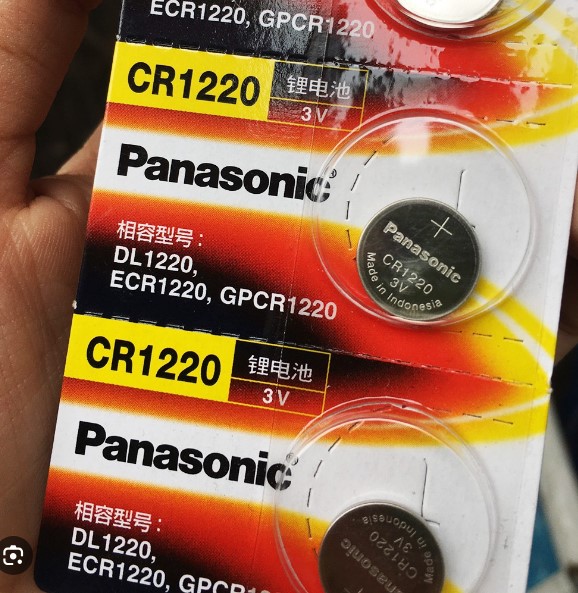 ECR1220, GPCR1220
CR1220
锂电池
3V
Panasonic®
相容型号:
DL1220,
ECR1220, GPCR1220
+
Panasonic
CR1220
3V
Made in Indonesia
CR1220
锂电池
3V
Panasonic®
相容型号:
DL1220,
ECR1220, GPCR1220
Panasonic
CR1220
3V
Made in Indonesia